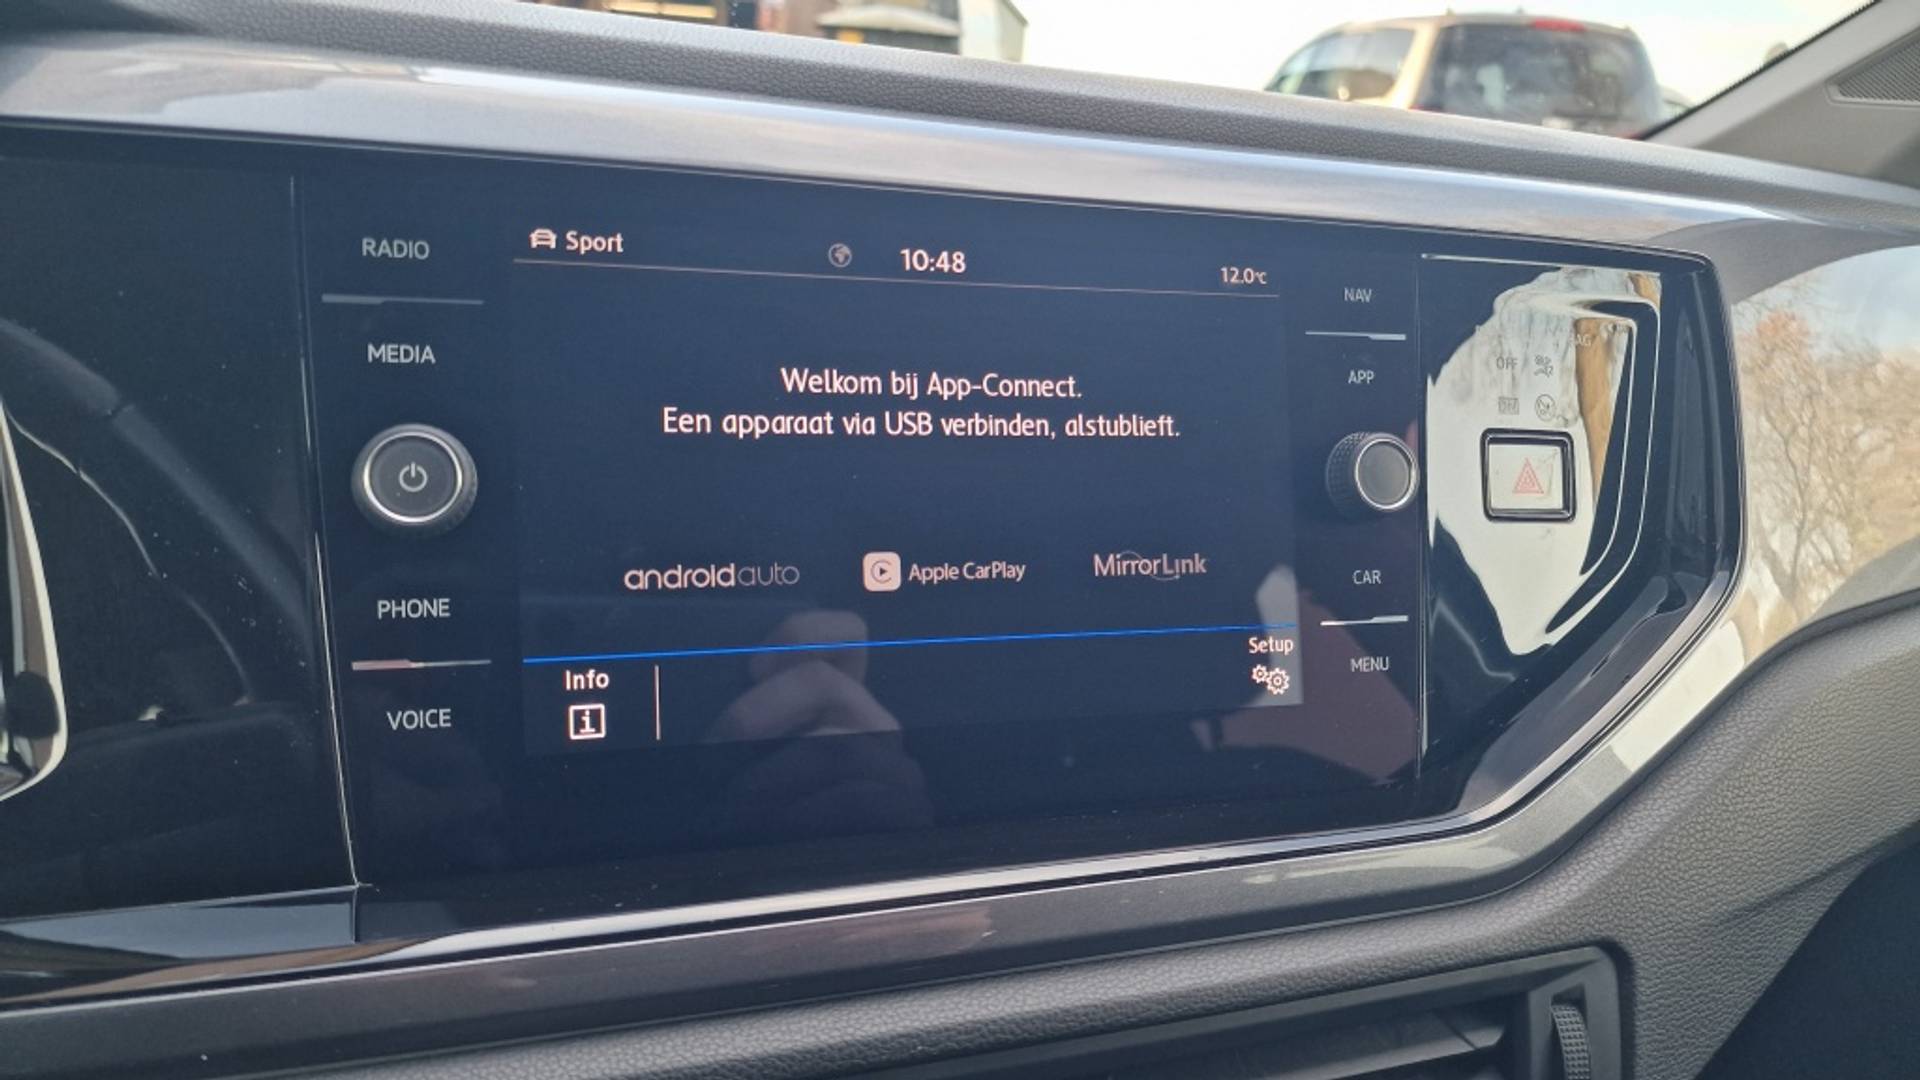 RADIO
MEDIA
PHONE
VOICE
Sport
10:48
12.0°C
Welkom bij App-Connect.
Een apparaat via USB verbinden, alstublieft.
androidauto
Apple CarPlay
MirrorLink
Info
i
Setup
NAV
APP
CAR
MENU
OFF